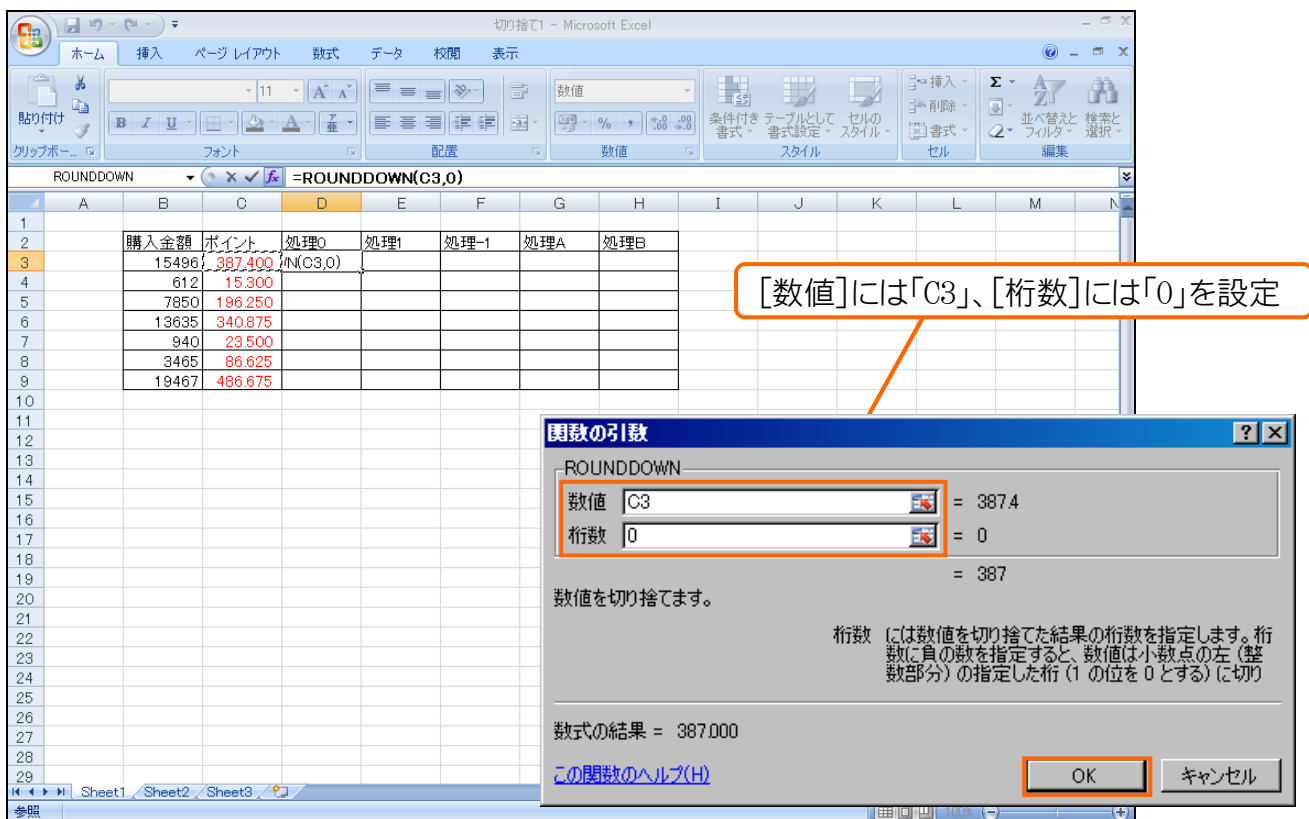 切り捨て1 - Microsoft Excel
ホーム 挿入 ページ レイアウト 数式 データ 校閲 表示
貼り付け
11
数値
条件付き書式 テーブルとして書式設定 セルのスタイル
挿入
削除
書式
並べ替えとフィルタ 検索と選択
クリップボー... フォント 配置 数値 スタイル セル 編集
ROUNDDOWN =ROUNDDOWN(C3,0)
A B C D E F G H I J K L M N
1
2 購入金額 ポイント 処理0 処理1 処理-1 処理A 処理B
3 15496 387.400 N(C3,0)
4 612 15.300
5 7850 196.250
6 13635 340.875
7 940 23.500
8 3465 86.625
9 19467 486.675
10
11
12
13
14
15
16
17
18
19
20
21
22
23
24
25
26
27
28
29
[数値]には「C3」、[桁数]には「0」を設定
関数の引数
ROUNDDOWN
数値 C3 = 387.4
桁数 0 = 0
= 387
数値を切り捨てます。
桁数 には数値を切り捨てた結果の桁数を指定します。桁
数に負の数を指定すると、数値は小数点の左 (整
数部分) の指定した桁 (1 の位を 0 とする) に切り
数式の結果 = 387.000
この関数のヘルプ(H) OK キャンセル
Sheet1 Sheet2 Sheet3
参照 100%